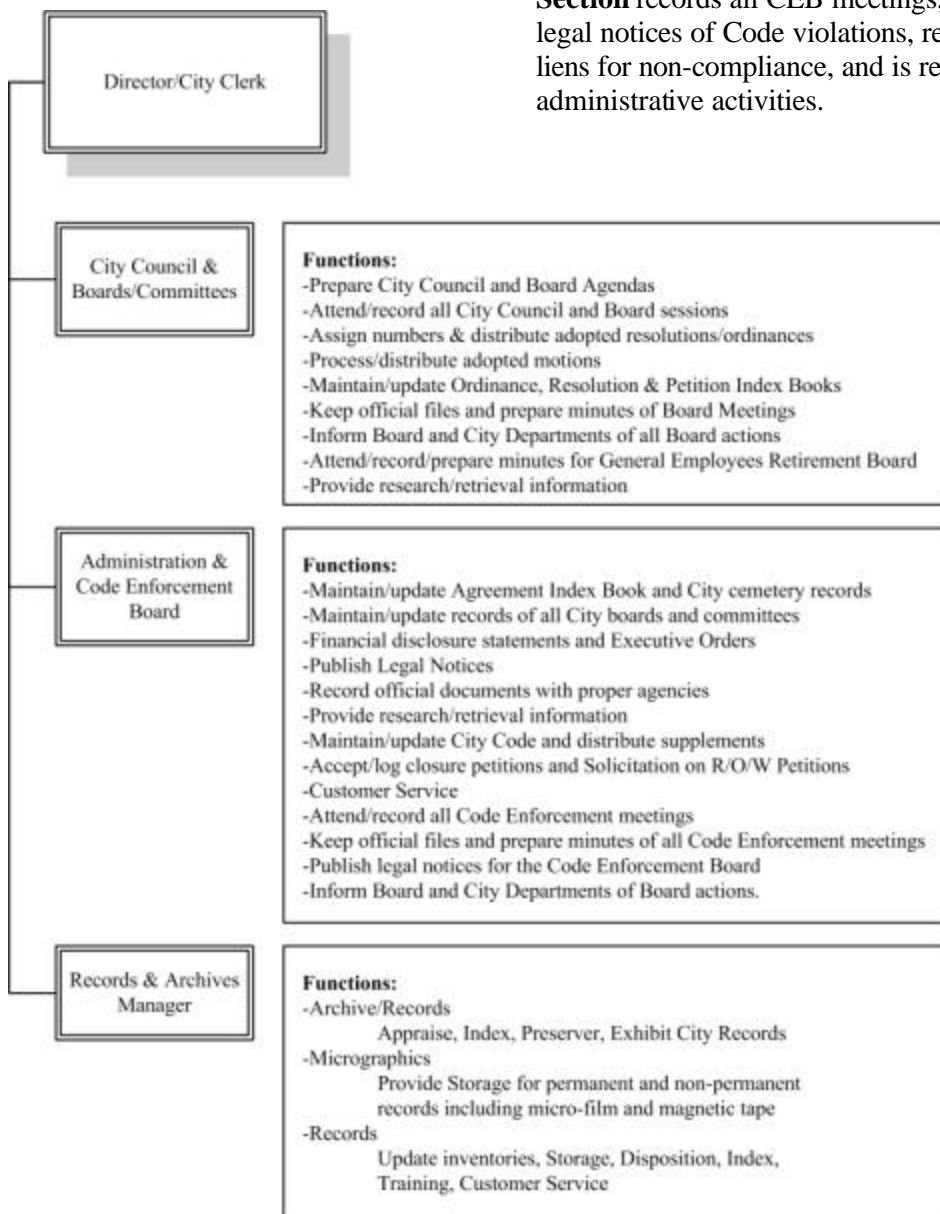 Section records all CEB meetings,
legal notices of Code violations, re
liens for non-compliance, and is re
administrative activities.
Director/City Clerk
City Council &
Boards/Committees
Functions:
-Prepare City Council and Board Agendas
-Attend/record all City Council and Board sessions
-Assign numbers & distribute adopted resolutions/ordinances
-Process/distribute adopted motions
-Maintain/update Ordinance, Resolution & Petition Index Books
-Keep official files and prepare minutes of Board Meetings
-Inform Board and City Departments of all Board actions
-Attend/record/prepare minutes for General Employees Retirement Board
-Provide research/retrieval information
Administration &
Code Enforcement
Board
Functions:
-Maintain/update Agreement Index Book and City cemetery records
-Maintain/update records of all City boards and committees
-Financial disclosure statements and Executive Orders
-Publish Legal Notices
-Record official documents with proper agencies
-Provide research/retrieval information
-Maintain/update City Code and distribute supplements
-Accept/log closure petitions and Solicitation on R/O/W Petitions
-Customer Service
-Attend/record all Code Enforcement meetings
-Keep official files and prepare minutes of all Code Enforcement meetings
-Publish legal notices for the Code Enforcement Board
-Inform Board and City Departments of Board actions.
Records & Archives
Manager
Functions:
-Archive/Records
Appraise, Index, Preserver, Exhibit City Records
-Micrographics
Provide Storage for permanent and non-permanent
records including micro-film and magnetic tape
-Records
Update inventories, Storage, Disposition, Index,
Training, Customer Service